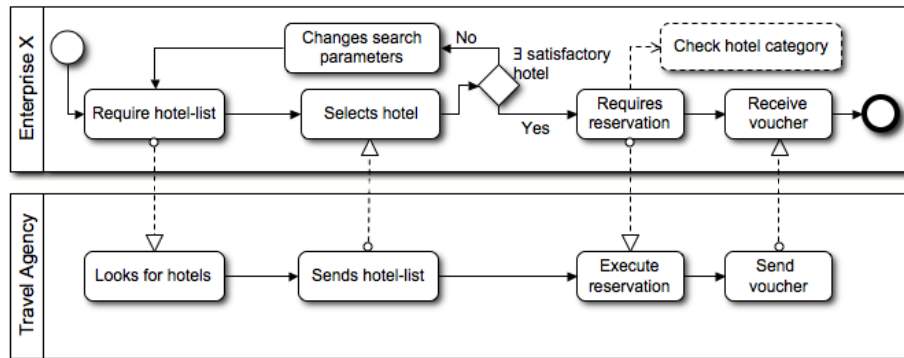 Enterprise X
Changes search
parameters
No
∃ satisfactory
hotel
Check hotel category
Require hotel-list
Selects hotel
Yes
Requires
reservation
Receive
voucher
Travel Agency
Looks for hotels
Sends hotel-list
Execute
reservation
Send
voucher